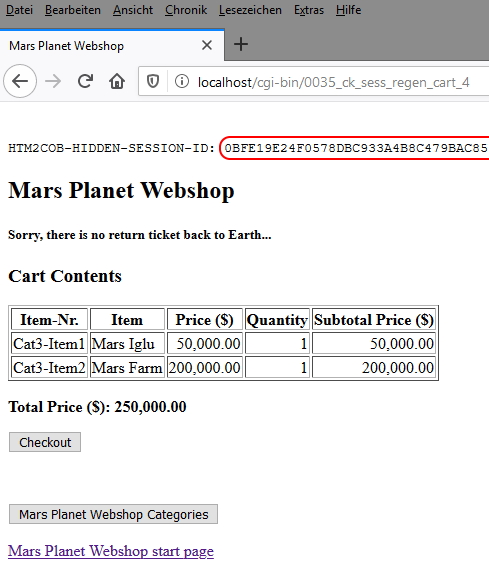 Datei Bearbeiten Ansicht Chronik Lesezeichen Extras Hilfe
Mars Planet Webshop
localhost/cgi-bin/0035_ck_sess_regen_cart_4
HTM2COB-HIDDEN-SESSION-ID: 0BFE19E24F0578DBC933A4B8C479BAC85
Mars Planet Webshop
Sorry, there is no return ticket back to Earth...
Cart Contents
Item-Nr. Item Price ($) Quantity Subtotal Price ($)
Cat3-Item1 Mars Iglu 50,000.00 1 50,000.00
Cat3-Item2 Mars Farm 200,000.00 1 200,000.00
Total Price ($): 250,000.00
Checkout
Mars Planet Webshop Categories
Mars Planet Webshop start page